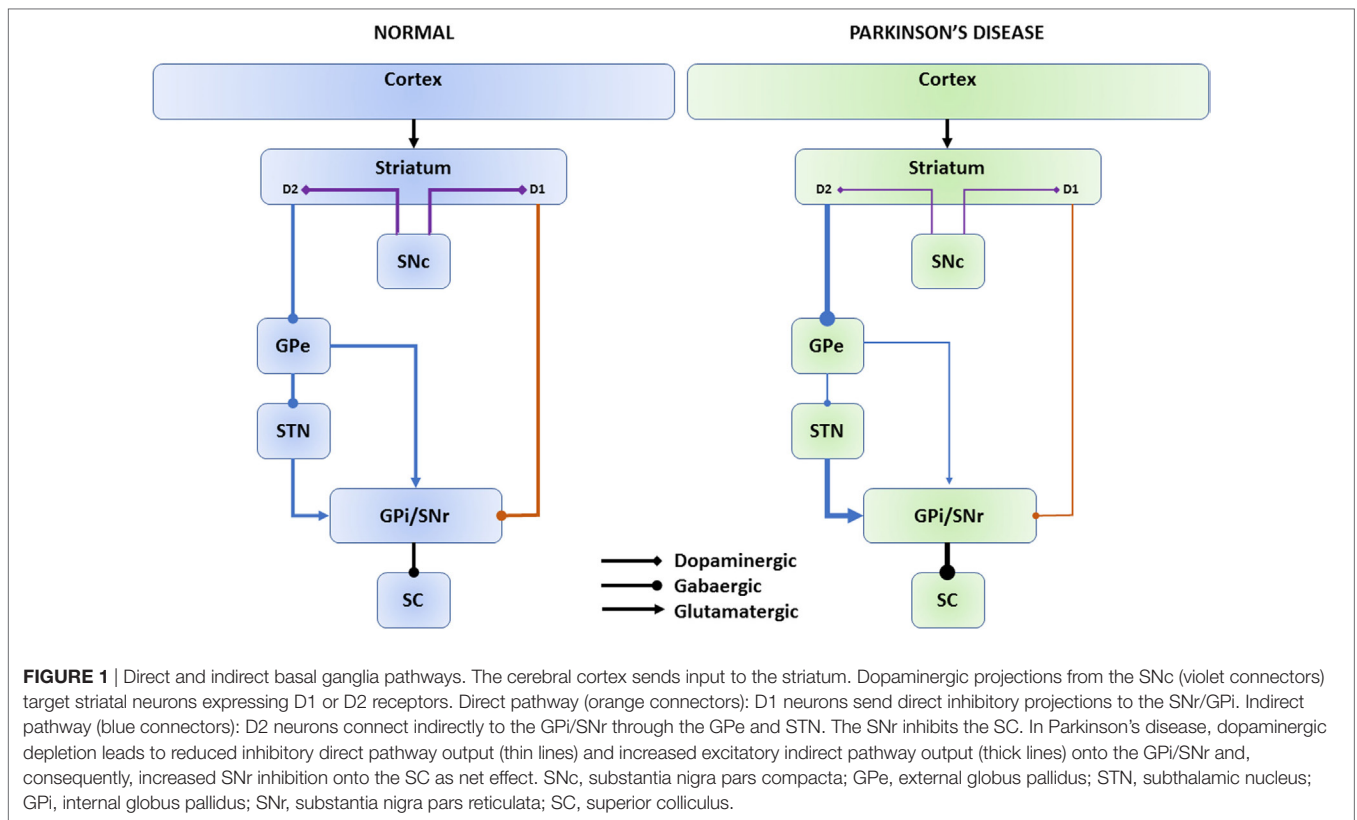 NORMAL
Cortex
Striatum
D2
D1
SNc
GPe
STN
GPi/SNr
SC
PARKINSON'S DISEASE
Cortex
Striatum
D2
D1
SNc
GPe
STN
GPi/SNr
SC
Dopaminergic
Gabaergic
Glutamatergic
FIGURE 1 | Direct and indirect basal ganglia pathways. The cerebral cortex sends input to the striatum. Dopaminergic projections from the SNc (violet connectors)
target striatal neurons expressing D1 or D2 receptors. Direct pathway (orange connectors): D1 neurons send direct inhibitory projections to the SNr/GPi. Indirect
pathway (blue connectors): D2 neurons connect indirectly to the GPi/SNr through the GPe and STN. The SNr inhibits the SC. In Parkinson's disease, dopaminergic
depletion leads to reduced inhibitory direct pathway output (thin lines) and increased excitatory indirect pathway output (thick lines) onto the GPi/SNr and,
consequently, increased SNr inhibition onto the SC as net effect. SNc, substantia nigra pars compacta; GPe, external globus pallidus; STN, subthalamic nucleus;
GPi, internal globus pallidus; SNr, substantia nigra pars reticulata; SC, superior colliculus.